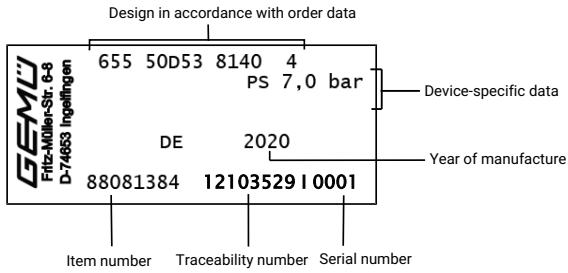 Design in accordance with order data
655 50D53 8140 4
PS 7,0 bar
Device-specific data
GEMÜ
Fritz-Müller-Str. 6-8
D-74653 Ingelfingen
DE 2020
Year of manufacture
88081384 12103529 I 0001
Item number Traceability number Serial number